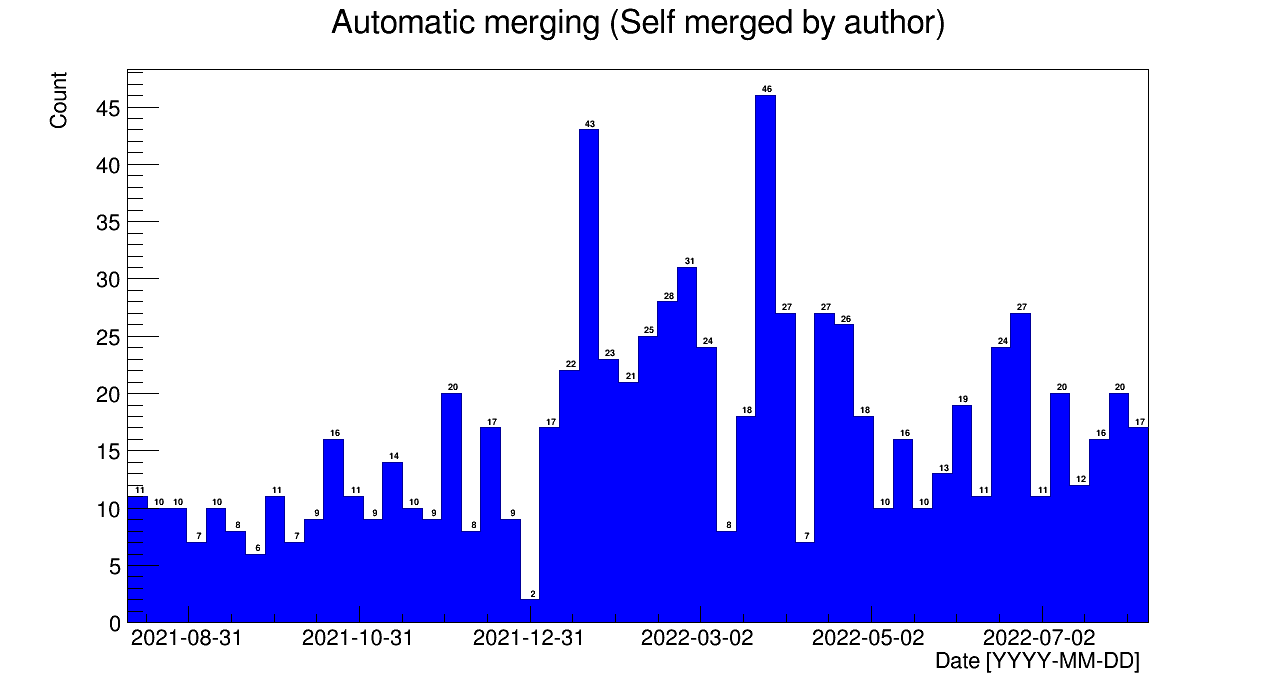 Automatic merging (Self merged by author)
Count
45
40
35
30
25
20
15
10
5
0
11 10 10 7 10 8 6 11 7 9 16 11 9 14 10 9 20 8 17 9 2 17 22 43 23 21 25 28 31 24 8 18 46 27 7 27 26 18 10 16 10 13 19 11 24 27 11 20 12 16 20 17
2021-08-31 2021-10-31 2021-12-31 2022-03-02 2022-05-02 2022-07-02
Date [YYYY-MM-DD]